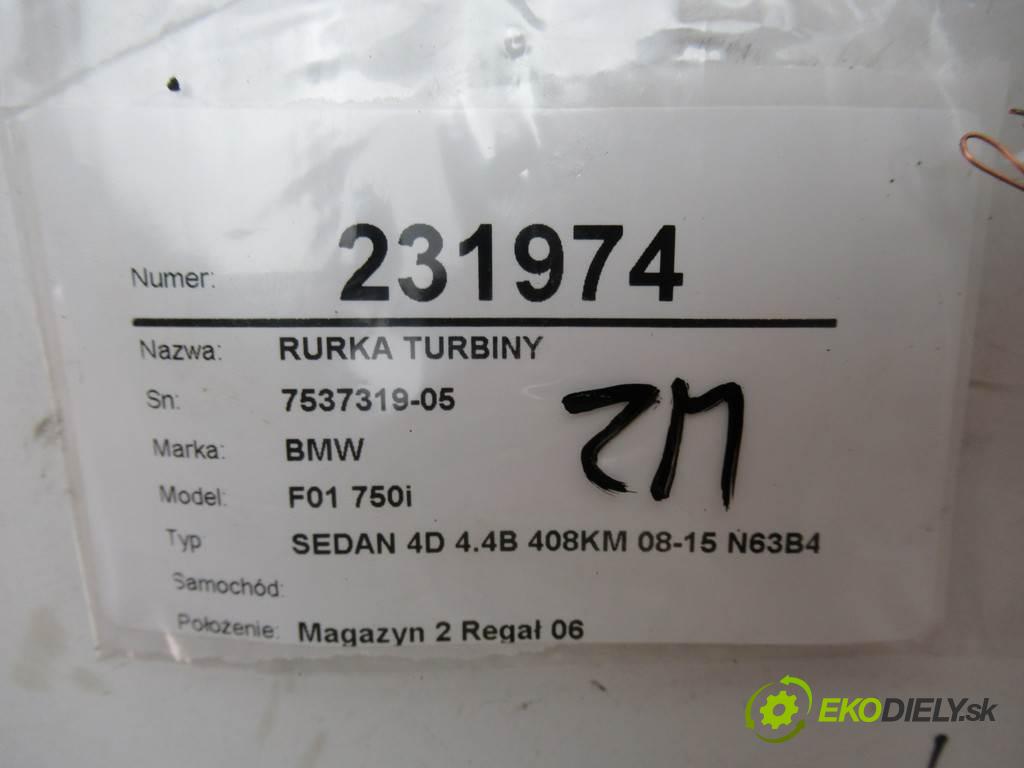 Numer: 231974
Nazwa: RURKA TURBINY
Sn: 7537319-05
ZM
Marka: BMW
Model: F01 750i
Typ SEDAN 4D 4.4B 408KM 08-15 N63B4
Samochód:
Położenie: Magazyn 2 Regał 06
EKODIELY.sk